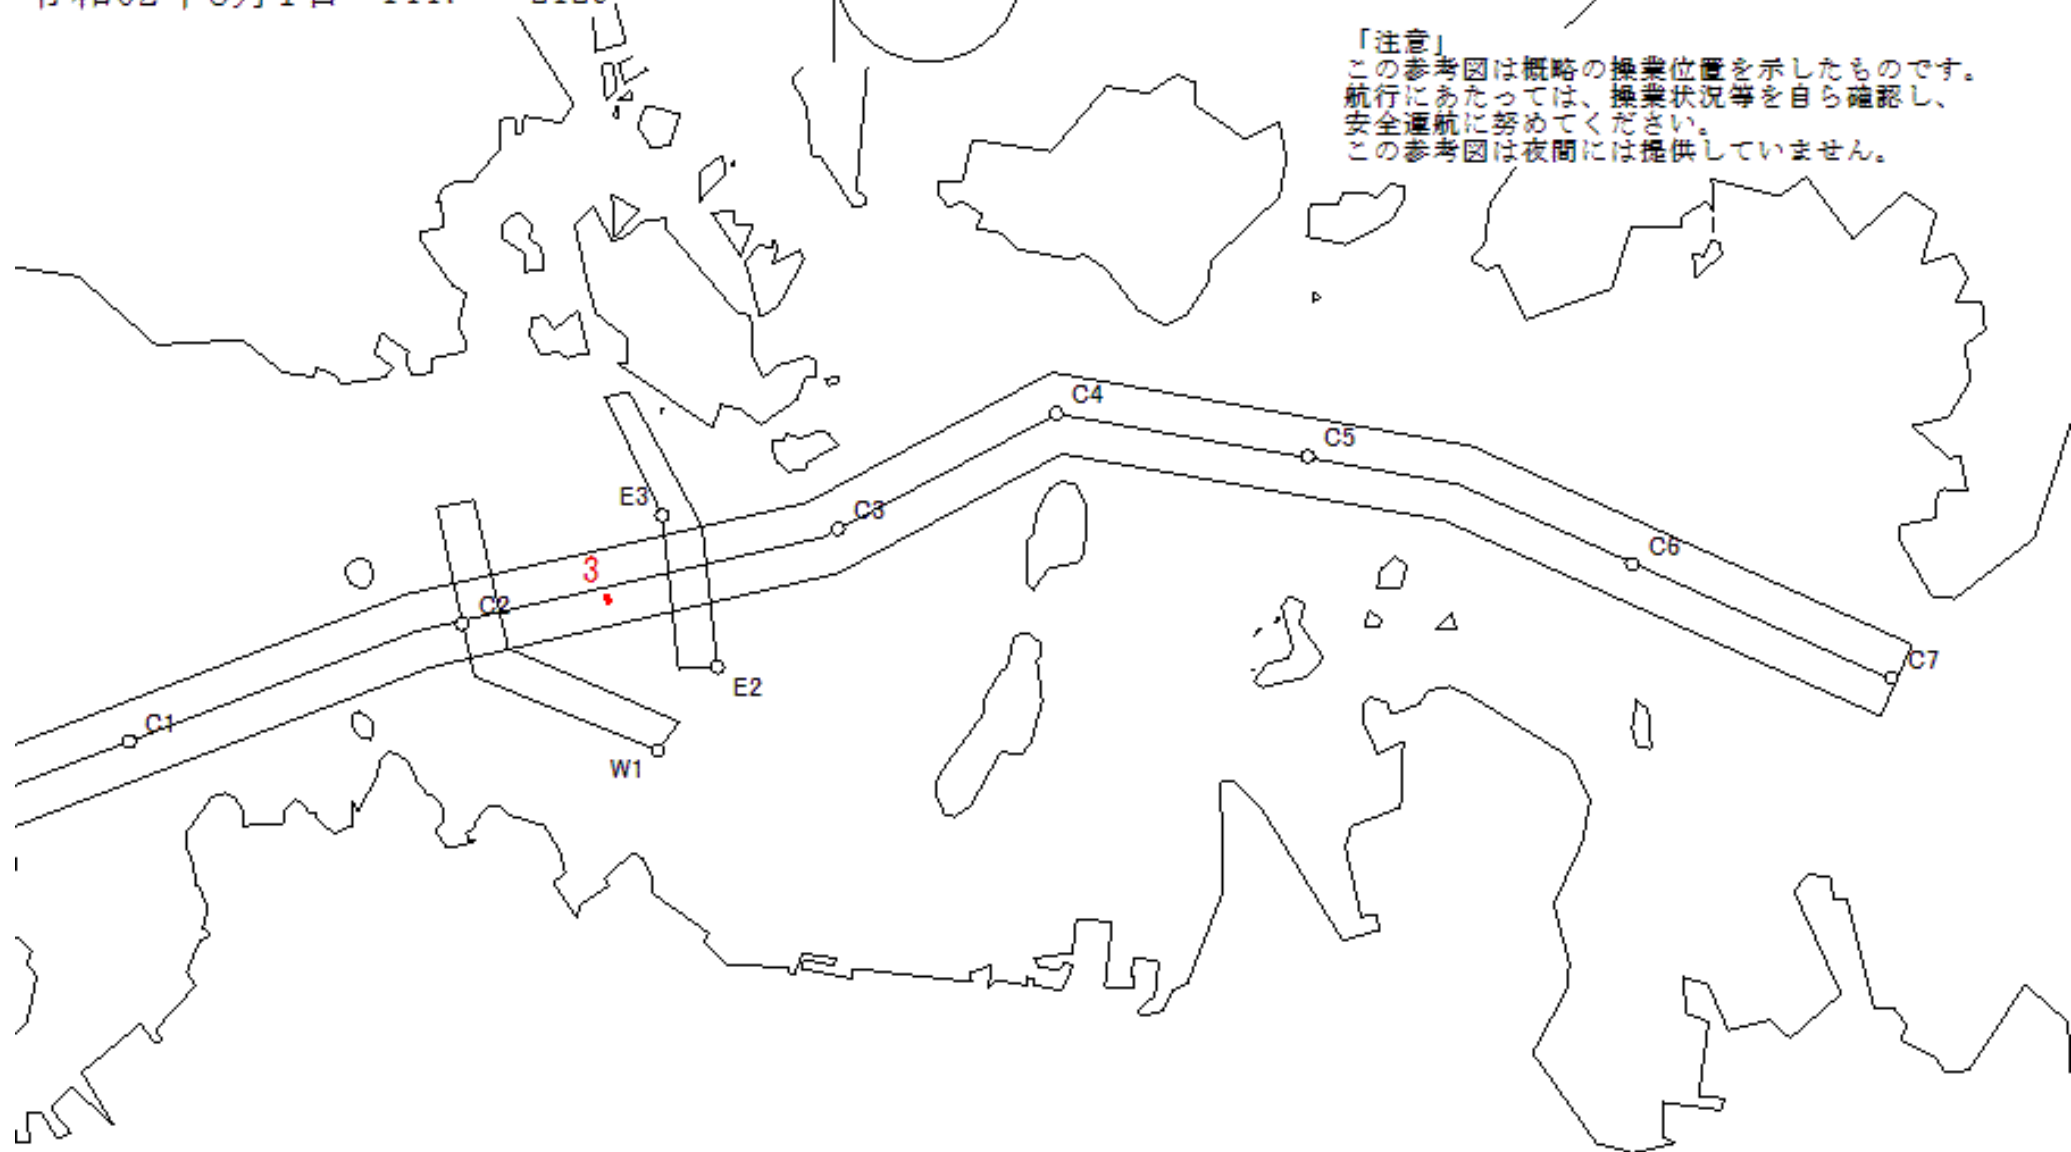 「注意」
この参考図は概略の操業位置を示したものです。
航行にあたっては、操業状況等を自ら確認し、
安全運航に努めてください。
この参考図は夜間には提供していません。
C4
C5
E3
C3
C6
3
C2
C7
E2
C1
W1